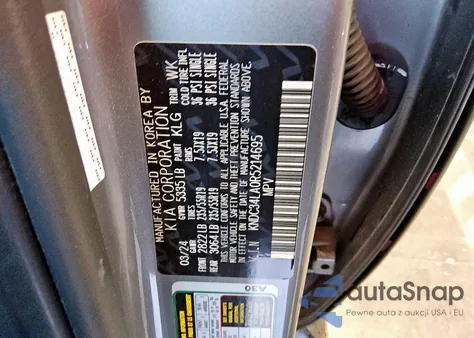 MANUFACTURED IN KOREA BY
KIA CORPORATION
03/24 GVWR 5335LB PAINT KLG TRIM WK
GAWR TIRES RIMS COLD TIRE INFL
FRONT 2822LB 235/55R19 7.5JX19 36 PSI SINGLE
REAR 3064LB 235/55R19 7.5JX19 36 PSI SINGLE
THIS VEHICLE CONFORMS TO ALL APPLICABLE U.S.A. FEDERAL
MOTOR VEHICLE SAFETY AND THEFT PREVENTION STANDARDS
IN EFFECT ON THE DATE OF MANUFACTURE SHOWN ABOVE.
V.I.N KNDC34LA0R5214695
MPV
A30
autaSnap
Pewne auta z aukcji USA · EU